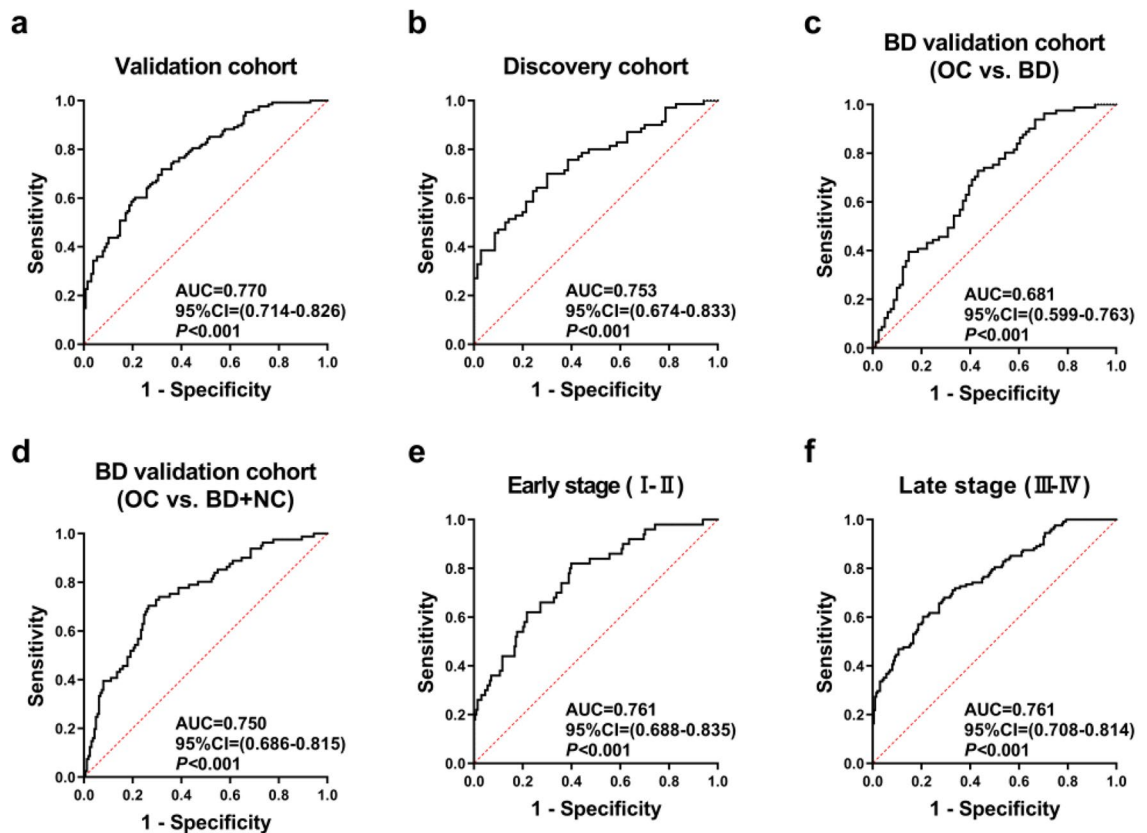 a
Validation cohort
1.0
0.8
0.6
0.4
0.2
0.0
Sensitivity
AUC=0.770
95%CI=(0.714-0.826)
P<0.001
0.0 0.2 0.4 0.6 0.8 1.0
1 - Specificity
b
Discovery cohort
1.0
0.8
0.6
0.4
0.2
0.0
Sensitivity
AUC=0.753
95%CI=(0.674-0.833)
P<0.001
0.0 0.2 0.4 0.6 0.8 1.0
1 - Specificity
c
BD validation cohort
(OC vs. BD)
1.0
0.8
0.6
0.4
0.2
0.0
Sensitivity
AUC=0.681
95%CI=(0.599-0.763)
P<0.001
0.0 0.2 0.4 0.6 0.8 1.0
1 - Specificity
d
BD validation cohort
(OC vs. BD+NC)
1.0
0.8
0.6
0.4
0.2
0.0
Sensitivity
AUC=0.750
95%CI=(0.686-0.815)
P<0.001
0.0 0.2 0.4 0.6 0.8 1.0
1 - Specificity
e
Early stage ( Ⅰ-Ⅱ)
1.0
0.8
0.6
0.4
0.2
0.0
Sensitivity
AUC=0.761
95%CI=(0.688-0.835)
P<0.001
0.0 0.2 0.4 0.6 0.8 1.0
1 - Specificity
f
Late stage (Ⅲ-Ⅳ)
1.0
0.8
0.6
0.4
0.2
0.0
Sensitivity
AUC=0.761
95%CI=(0.708-0.814)
P<0.001
0.0 0.2 0.4 0.6 0.8 1.0
1 - Specificity